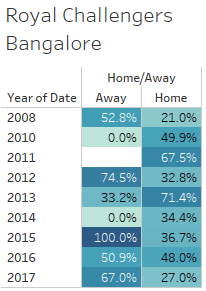 Royal Challengers
Bangalore
Home/Away
Year of Date Away Home
2008 52.8% 21.0%
2010 0.0% 49.9%
2011 67.5%
2012 74.5% 32.8%
2013 33.2% 71.4%
2014 0.0% 34.4%
2015 100.0% 36.7%
2016 50.9% 48.0%
2017 67.0% 27.0%